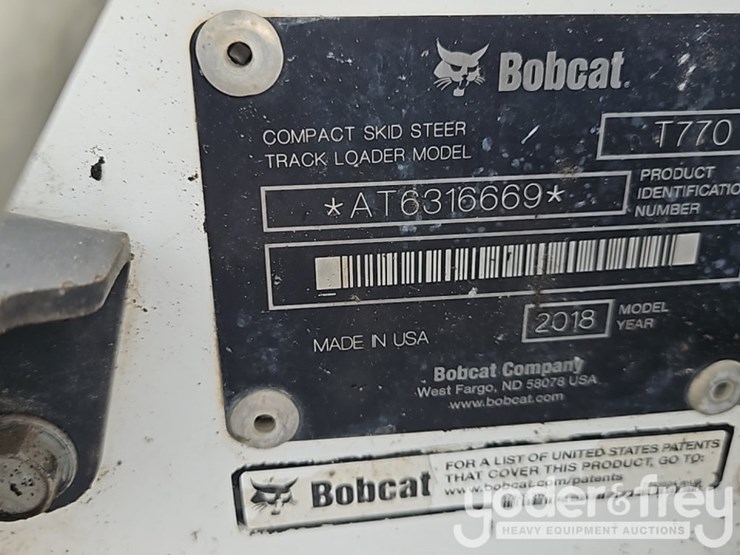 Bobcat
COMPACT SKID STEER
TRACK LOADER MODEL
T770
*AT6316669*
PRODUCT
IDENTIFICATIO
NUMBER
MADE IN USA
2018
MODEL
YEAR
Bobcat Company
West Fargo, ND 58078 USA
www.bobcat.com
Bobcat
FOR A LIST OF UNITED STATES PATENTS
THAT COVER THIS PRODUCT, GO TO:
www.bobcat.com/patents
yoder & frey
HEAVY EQUIPMENT AUCTIONS